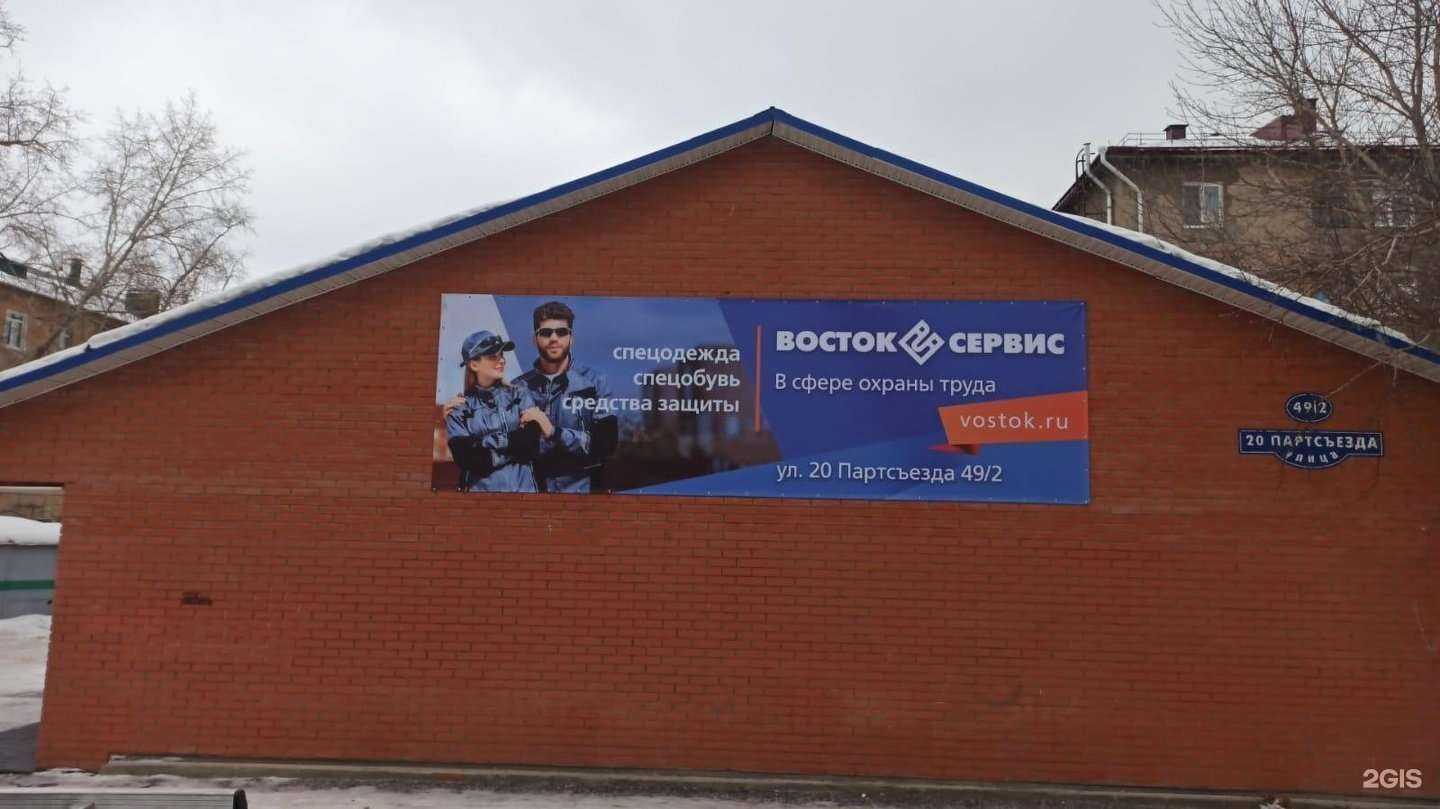 спецодежда
спецобувь
средства защиты
ВОСТОК СЕРВИС
В сфере охраны труда
vostok.ru
ул. 20 Партсъезда 49/2
49|2
20 ПАРТСЪЕЗДА
УЛИЦА
2GIS